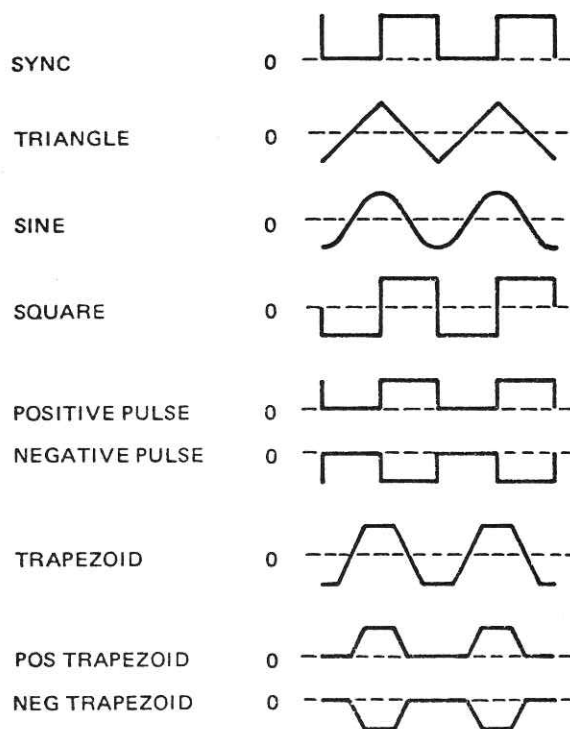 SYNC 0
TRIANGLE 0
SINE 0
SQUARE 0
POSITIVE PULSE 0
NEGATIVE PULSE 0
TRAPEZOID 0
POS TRAPEZOID 0
NEG TRAPEZOID 0